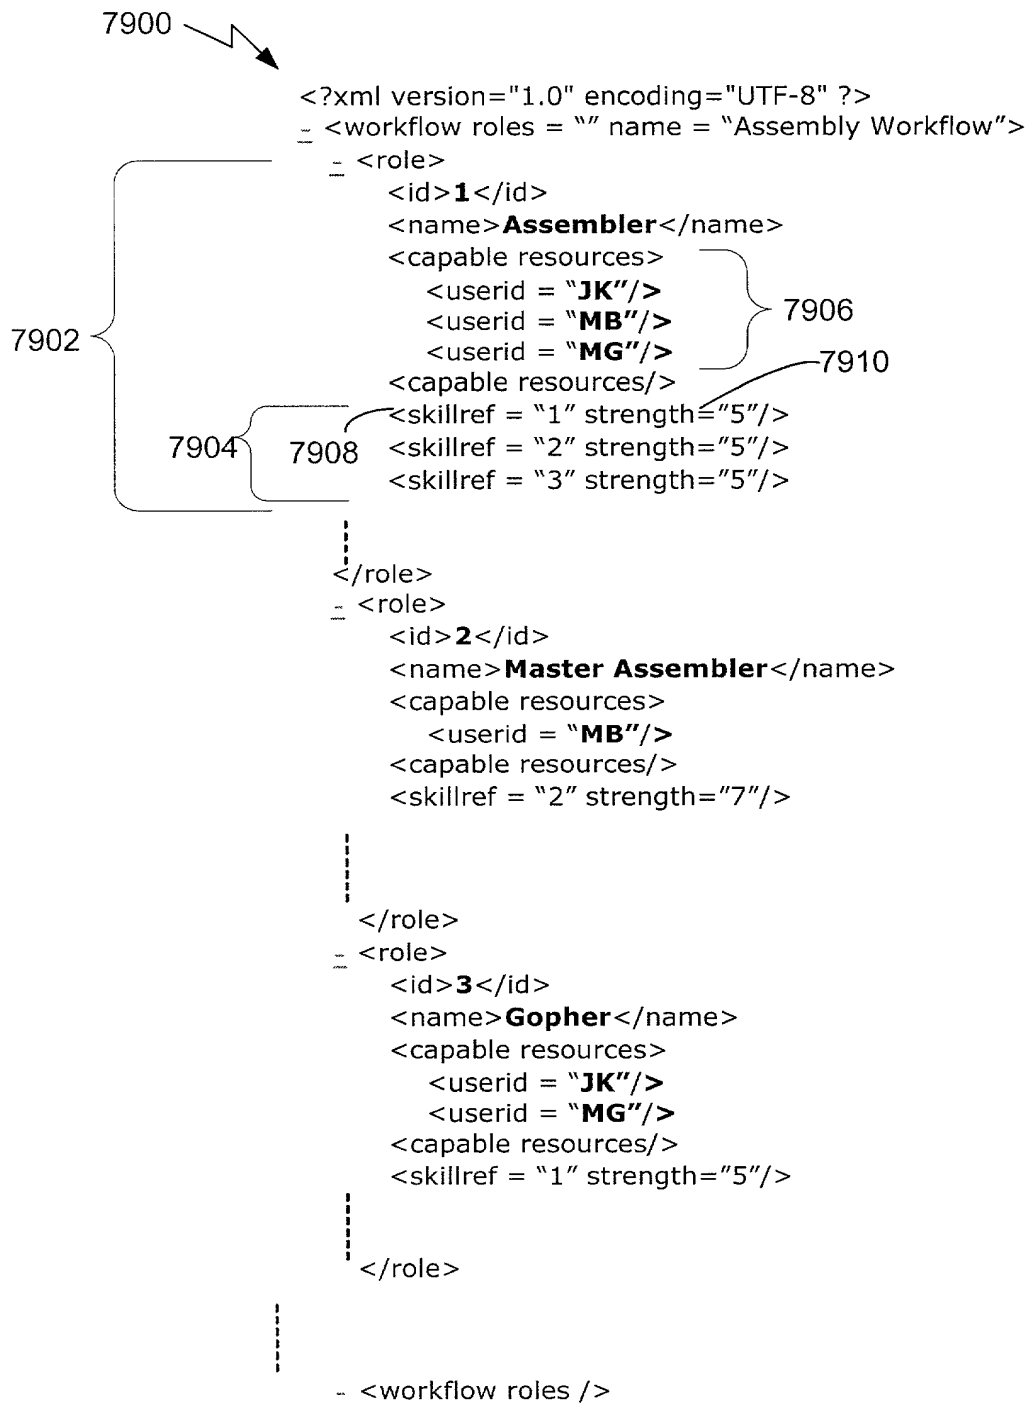 7900
<?xml version="1.0" encoding="UTF-8" ?>
- <workflow roles = “” name = “Assembly Workflow”>
- <role>
<id>1</id>
<name>Assembler</name>
<capable resources>
<userid = “JK”/>
<userid = “MB”/>
<userid = “MG”/>
<capable resources/>
<skillref = “1” strength=”5”/>
<skillref = “2” strength=”5”/>
<skillref = “3” strength=”5”/>
7902
7904
7906
7908
7910
</role>
- <role>
<id>2</id>
<name>Master Assembler</name>
<capable resources>
<userid = “MB”/>
<capable resources/>
<skillref = “2” strength=”7”/>
</role>
- <role>
<id>3</id>
<name>Gopher</name>
<capable resources>
<userid = “JK”/>
<userid = “MG”/>
<capable resources/>
<skillref = “1” strength=”5”/>
</role>
- <workflow roles />